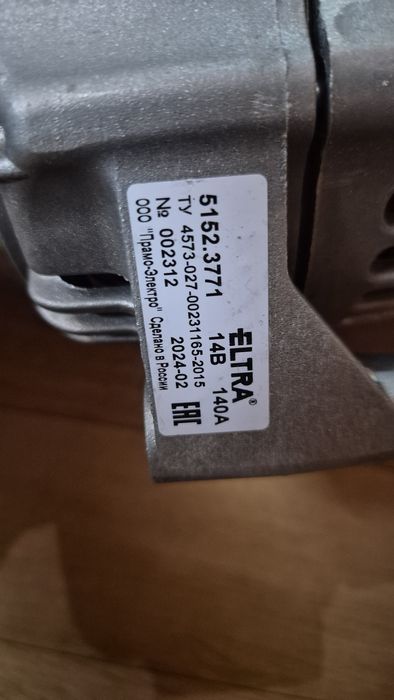 ELTRA®
5152.3771 14В 140А
ТУ 4573-027-00231165-2015
№ 002312 2024-02
ООО "Прамо-Электро" Сделано в России
EAC